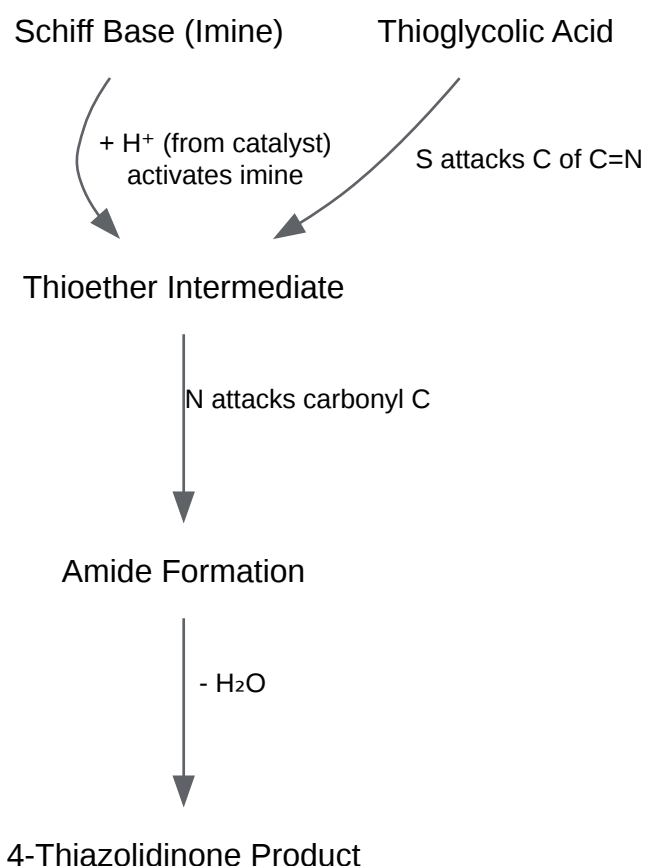 Schiff Base (Imine)
Thioglycolic Acid
+ H⁺ (from catalyst)
activates imine
S attacks C of C=N
Thioether Intermediate
N attacks carbonyl C
Amide Formation
- H₂O
4-Thiazolidinone Product